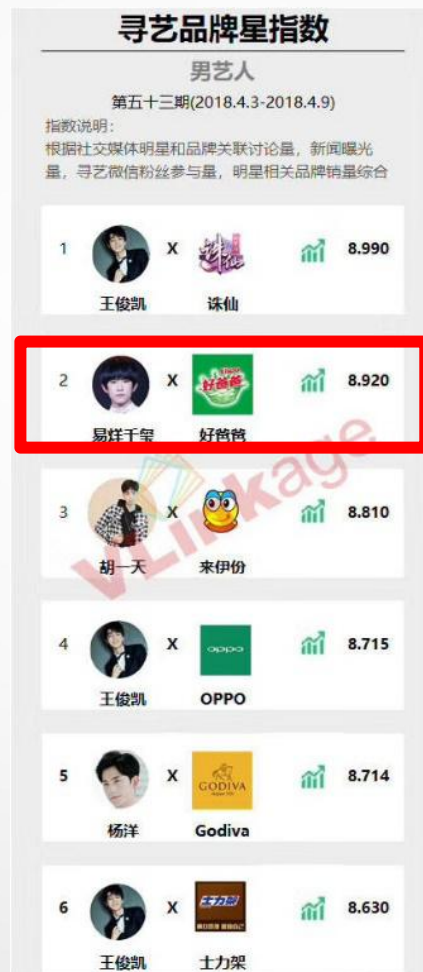 寻艺品牌星指数
男艺人
第五十三期(2018.4.3-2018.4.9)
指数说明：
根据社交媒体明星和品牌关联讨论量，新闻曝光
量，寻艺微信粉丝参与量，明星相关品牌销量综合
1 X 诛仙 8.990
王俊凯 诛仙
2 X 好爸爸 8.920
易烊千玺 好爸爸
3 X 8.810
胡一天 来伊份
4 X oppo 8.715
王俊凯 OPPO
5 X GODIVA 8.714
杨洋 Godiva
6 X 士力架 8.630
王俊凯 士力架
VLinkage